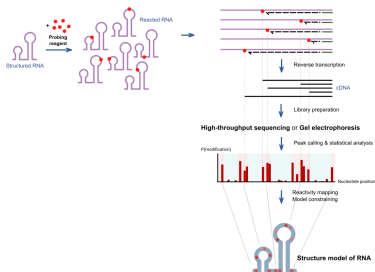 Reacted RNA
+
Probing
reagent
Structured RNA
Reverse transcription
cDNA
Library preparation
High-throughput sequencing or Gel electrophoresis
Peak calling & statistical analysis
P(modification)
Nucleotide position
Reactivity mapping
Model constraining
Structure model of RNA